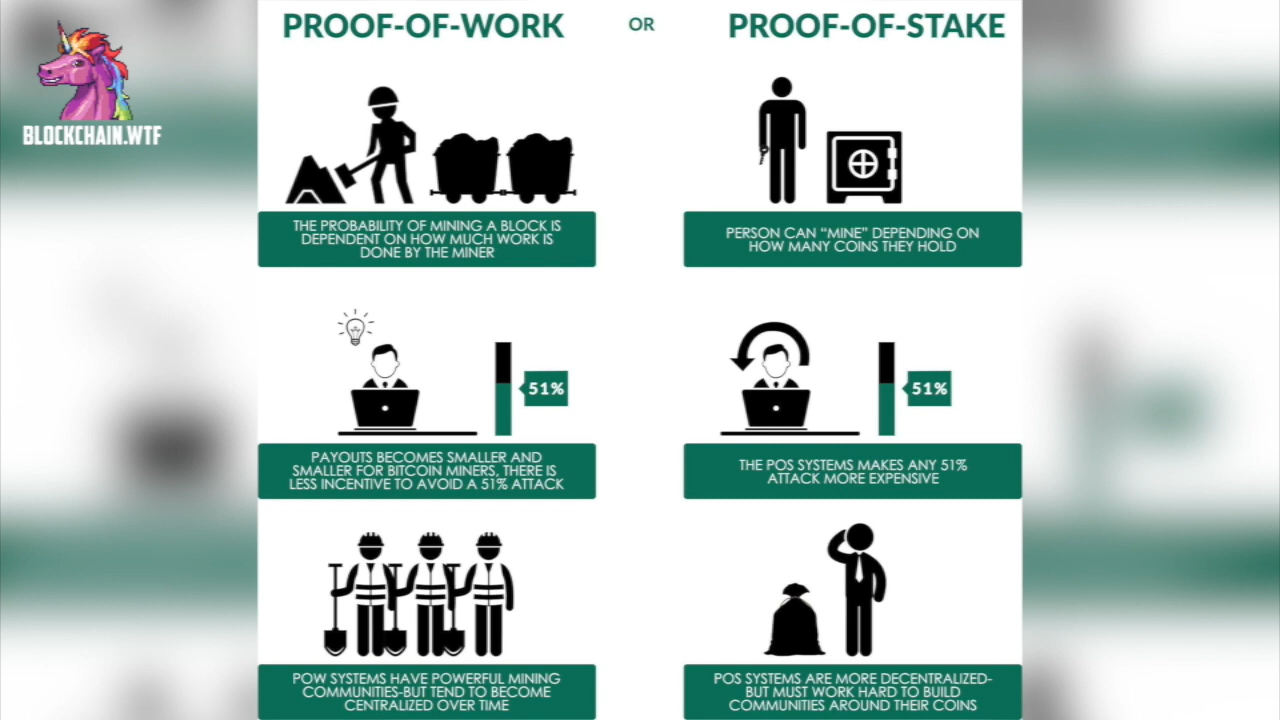 PROOF-OF-WORK OR PROOF-OF-STAKE
BLOCKCHAIN.WTF
THE PROBABILITY OF MINING A BLOCK IS
DEPENDENT ON HOW MUCH WORK IS
DONE BY THE MINER
PERSON CAN “MINE” DEPENDING ON
HOW MANY COINS THEY HOLD
51%
51%
PAYOUTS BECOMES SMALLER AND
SMALLER FOR BITCOIN MINERS, THERE IS
LESS INCENTIVE TO AVOID A 51% ATTACK
THE POS SYSTEMS MAKES ANY 51%
ATTACK MORE EXPENSIVE
POW SYSTEMS HAVE POWERFUL MINING
COMMUNITIES-BUT TEND TO BECOME
CENTRALIZED OVER TIME
POS SYSTEMS ARE MORE DECENTRALIZED-
BUT MUST WORK HARD TO BUILD
COMMUNITIES AROUND THEIR COINS